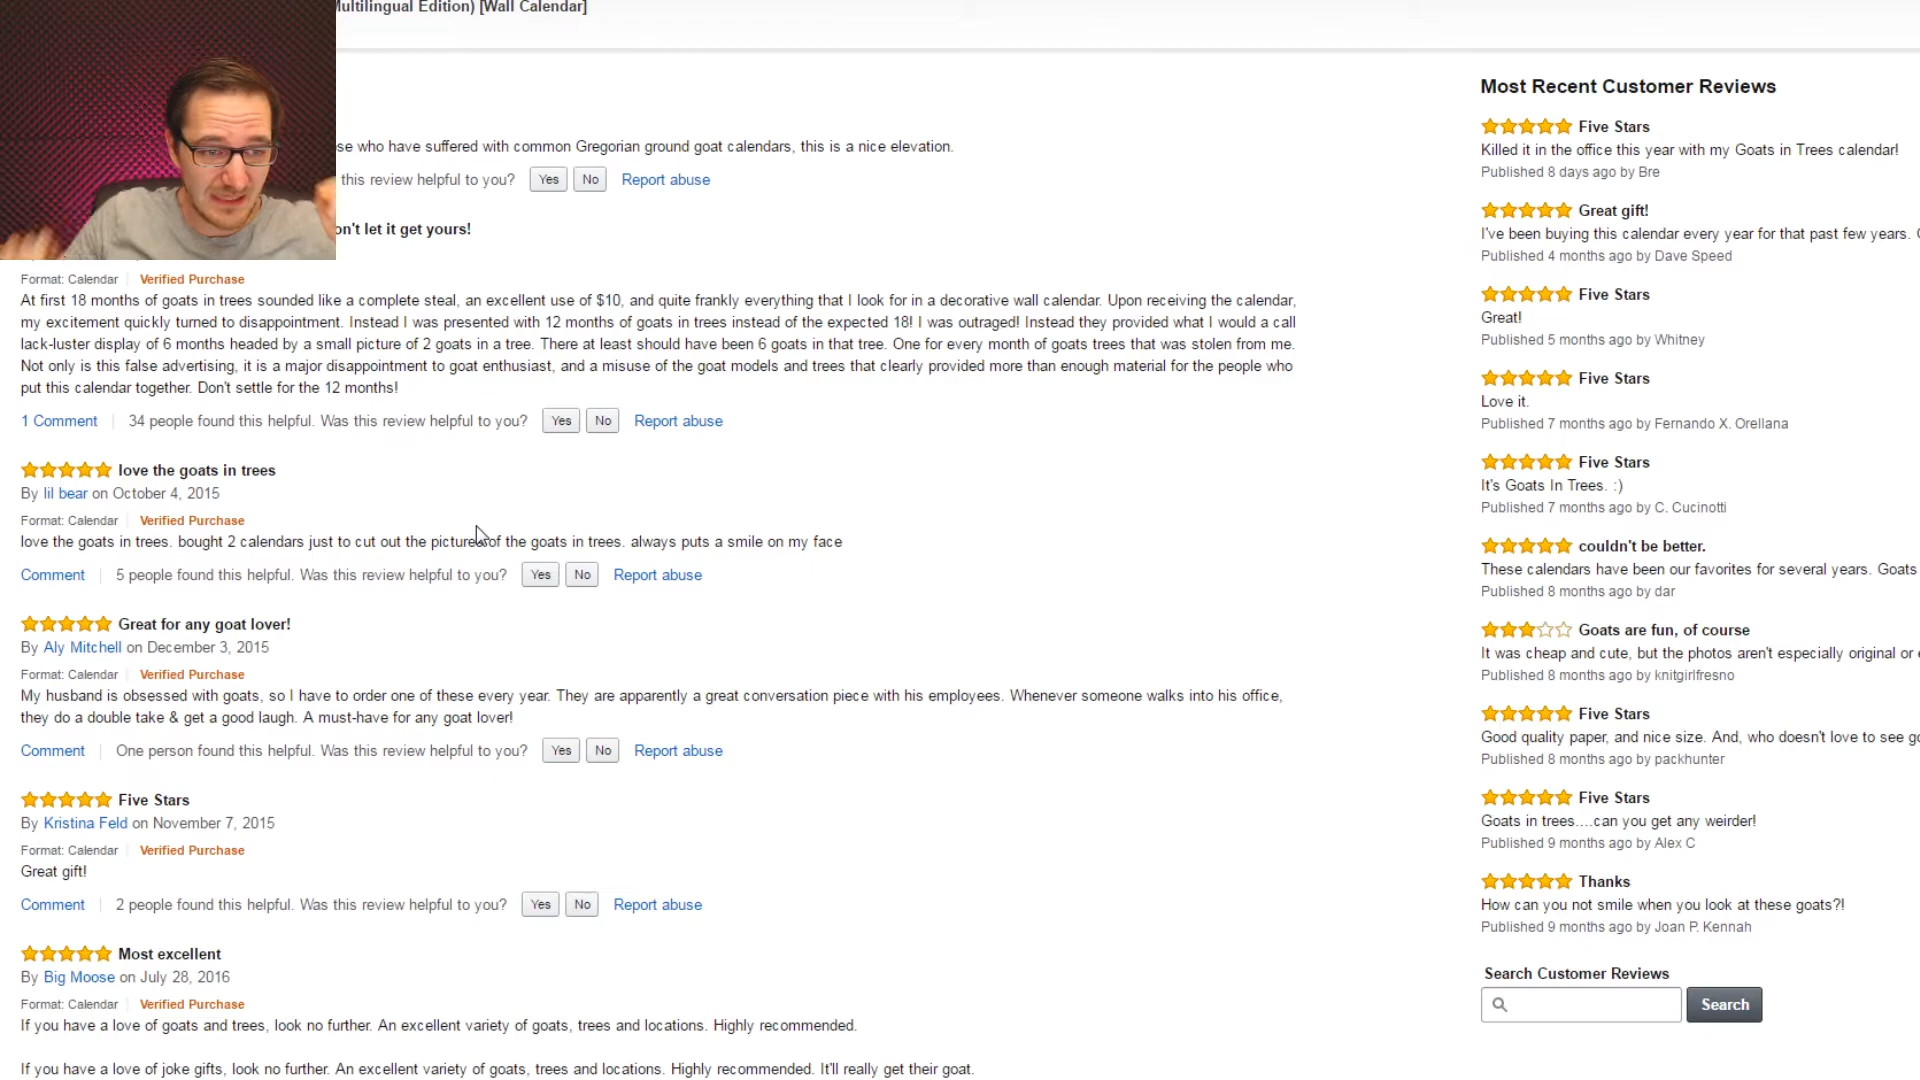 Multilingual Edition) [Wall Calendar]
se who have suffered with common Gregorian ground goat calendars, this is a nice elevation.
this review helpful to you? Yes No Report abuse
on't let it get yours!
Format: Calendar Verified Purchase
At first 18 months of goats in trees sounded like a complete steal, an excellent use of $10, and quite frankly everything that I look for in a decorative wall calendar. Upon receiving the calendar,
my excitement quickly turned to disappointment. Instead I was presented with 12 months of goats in trees instead of the expected 18! I was outraged! Instead they provided what I would a call
lack-luster display of 6 months headed by a small picture of 2 goats in a tree. There at least should have been 6 goats in that tree. One for every month of goats trees that was stolen from me.
Not only is this false advertising, it is a major disappointment to goat enthusiast, and a misuse of the goat models and trees that clearly provided more than enough material for the people who
put this calendar together. Don't settle for the 12 months!
1 Comment 34 people found this helpful. Was this review helpful to you? Yes No Report abuse
love the goats in trees
By lil bear on October 4, 2015
Format: Calendar Verified Purchase
love the goats in trees. bought 2 calendars just to cut out the pictures of the goats in trees. always puts a smile on my face
Comment 5 people found this helpful. Was this review helpful to you? Yes No Report abuse
Great for any goat lover!
By Aly Mitchell on December 3, 2015
Format: Calendar Verified Purchase
My husband is obsessed with goats, so I have to order one of these every year. They are apparently a great conversation piece with his employees. Whenever someone walks into his office,
they do a double take & get a good laugh. A must-have for any goat lover!
Comment One person found this helpful. Was this review helpful to you? Yes No Report abuse
Five Stars
By Kristina Feld on November 7, 2015
Format: Calendar Verified Purchase
Great gift!
Comment 2 people found this helpful. Was this review helpful to you? Yes No Report abuse
Most excellent
By Big Moose on July 28, 2016
Format: Calendar Verified Purchase
If you have a love of goats and trees, look no further. An excellent variety of goats, trees and locations. Highly recommended.
If you have a love of joke gifts, look no further. An excellent variety of goats, trees and locations. Highly recommended. It'll really get their goat.
Most Recent Customer Reviews
Five Stars
Killed it in the office this year with my Goats in Trees calendar!
Published 8 days ago by Bre
Great gift!
I've been buying this calendar every year for that past few years.
Published 4 months ago by Dave Speed
Five Stars
Great!
Published 5 months ago by Whitney
Five Stars
Love it.
Published 7 months ago by Fernando X. Orellana
Five Stars
It's Goats In Trees. :)
Published 7 months ago by C. Cucinotti
couldn't be better.
These calendars have been our favorites for several years. Goats
Published 8 months ago by dar
Goats are fun, of course
It was cheap and cute, but the photos aren't especially original or
Published 8 months ago by knitgirlfresno
Five Stars
Good quality paper, and nice size. And, who doesn't love to see
Published 8 months ago by packhunter
Five Stars
Goats in trees....can you get any weirder!
Published 9 months ago by Alex C
Thanks
How can you not smile when you look at these goats?!
Published 9 months ago by Joan P. Kennah
Search Customer Reviews
Search